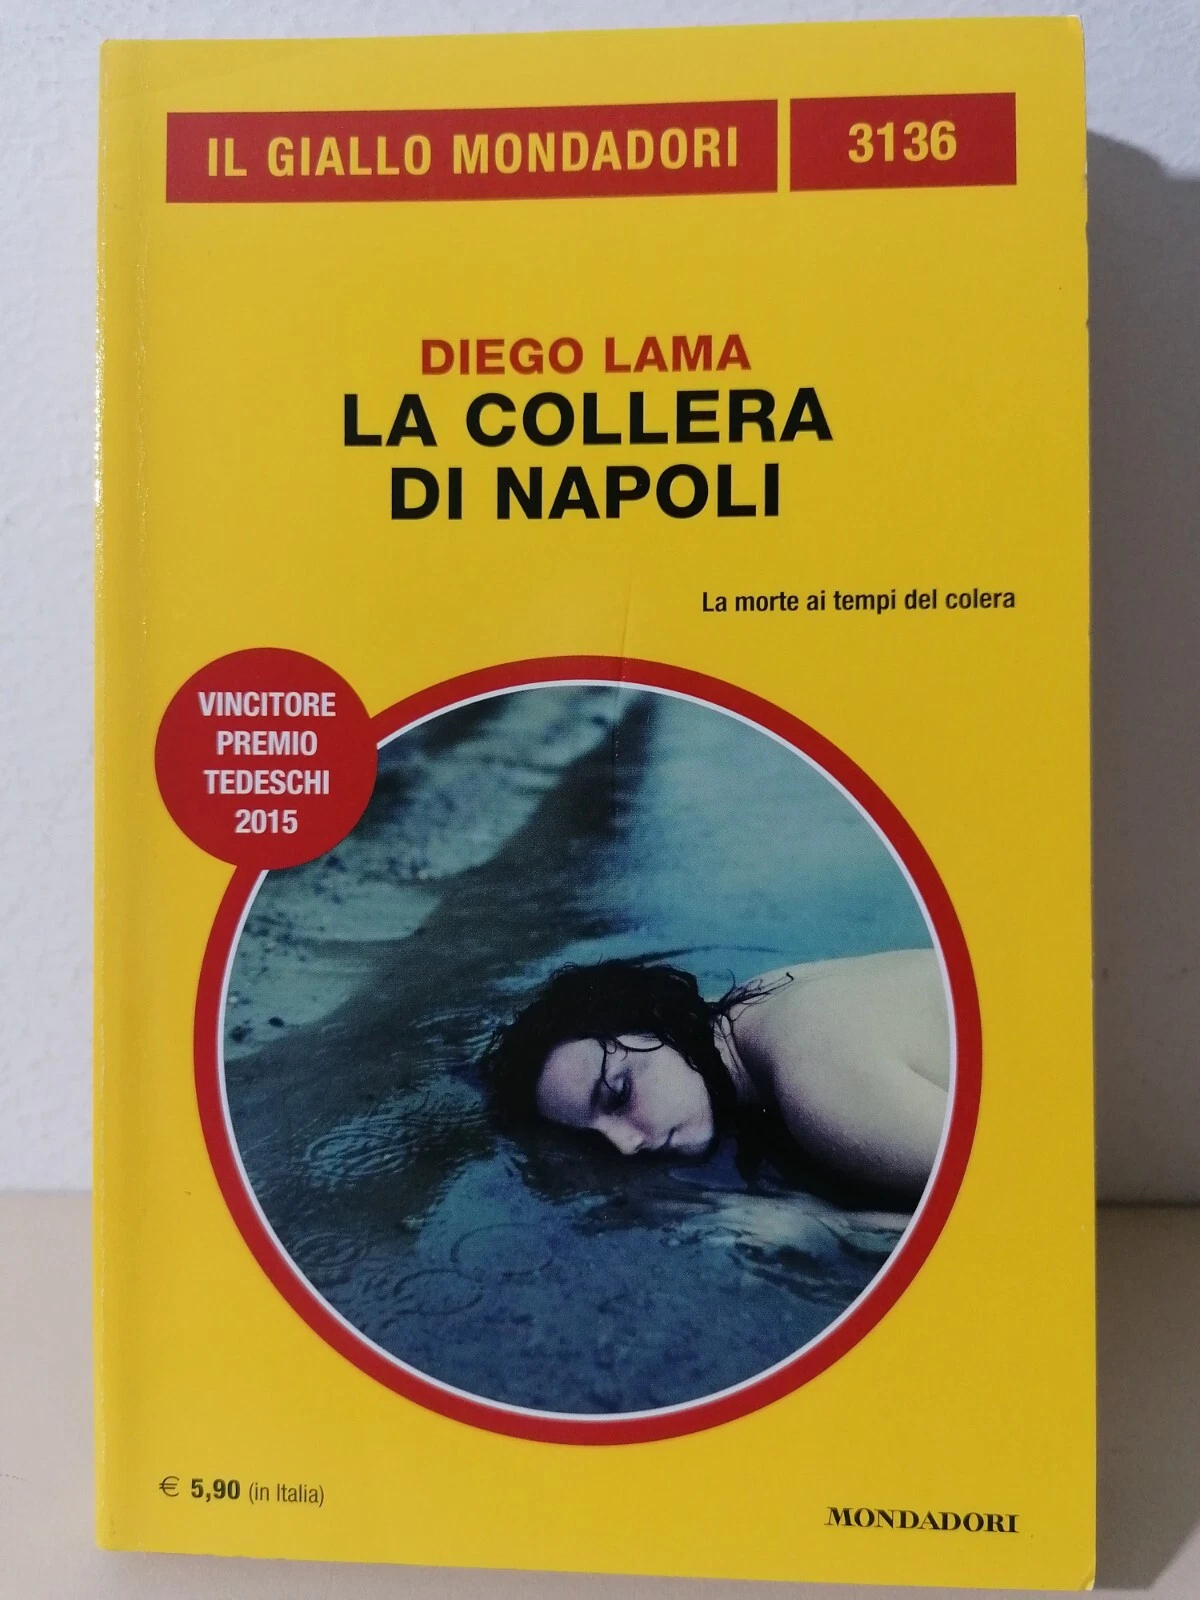 IL GIALLO MONDADORI 3136
DIEGO LAMA
LA COLLERA
DI NAPOLI
La morte ai tempi del colera
VINCITORE
PREMIO
TEDESCHI
2015
€ 5,90 (in Italia)
MONDADORI